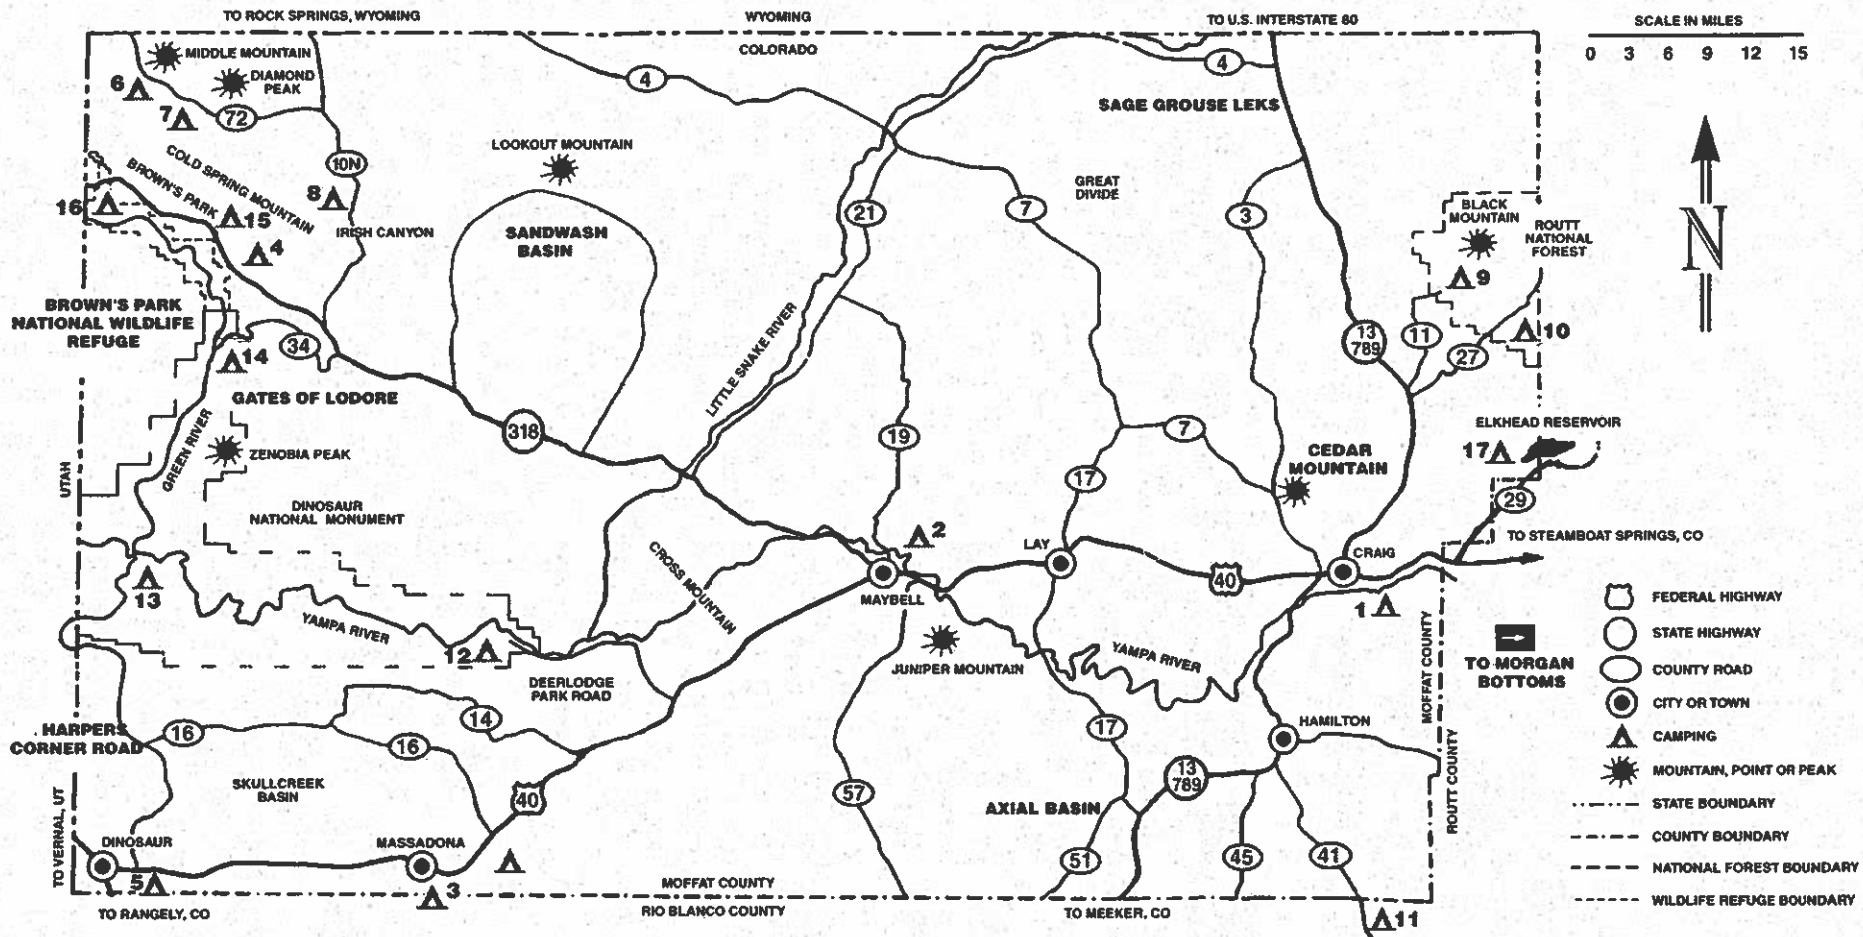 TO ROCK SPRINGS, WYOMING
WYOMING
TO U.S. INTERSTATE 80
COLORADO
SCALE IN MILES
0 3 6 9 12 15
MIDDLE MOUNTAIN
DIAMOND
PEAK
6
7
72
4
4
SAGE GROUSE LEKS
LOOKOUT MOUNTAIN
10N
COLD SPRING MOUNTAIN
BROWN'S PARK
8
16
15
4
IRISH CANYON
SANDWASH
BASIN
21
7
GREAT
DIVIDE
3
BLACK
MOUNTAIN
ROUTT
NATIONAL
FOREST
N
9
BROWN'S PARK
NATIONAL WILDLIFE
REFUGE
34
14
LITTLE SNAKE RIVER
13
789
11
27
10
GATES OF LODORE
GREEN RIVER
318
19
7
ZENOBIA PEAK
UTAH
CEDAR
MOUNTAIN
ELKHEAD RESERVOIR
17
17
29
DINOSAUR
NATIONAL MONUMENT
CROSS MOUNTAIN
2
LAY
CRAIG
TO STEAMBOAT SPRINGS, CO
40
MAYBELL
13
YAMPA RIVER
12
1
FEDERAL HIGHWAY
STATE HIGHWAY
COUNTY ROAD
CITY OR TOWN
CAMPING
MOUNTAIN, POINT OR PEAK
STATE BOUNDARY
COUNTY BOUNDARY
NATIONAL FOREST BOUNDARY
WILDLIFE REFUGE BOUNDARY
TO MORGAN
BOTTOMS
JUNIPER MOUNTAIN
YAMPA RIVER
DEERLODGE
PARK ROAD
MOFFAT COUNTY
ROUTT COUNTY
HARPERS
CORNER ROAD
16
14
16
17
HAMILTON
SKULLCREEK
BASIN
40
57
13
789
AXIAL BASIN
TO VERNAL, UT
DINOSAUR
MASSADONA
51
45
41
5
3
MOFFAT COUNTY
RIO BLANCO COUNTY
TO RANGELY, CO
TO MEEKER, CO
11